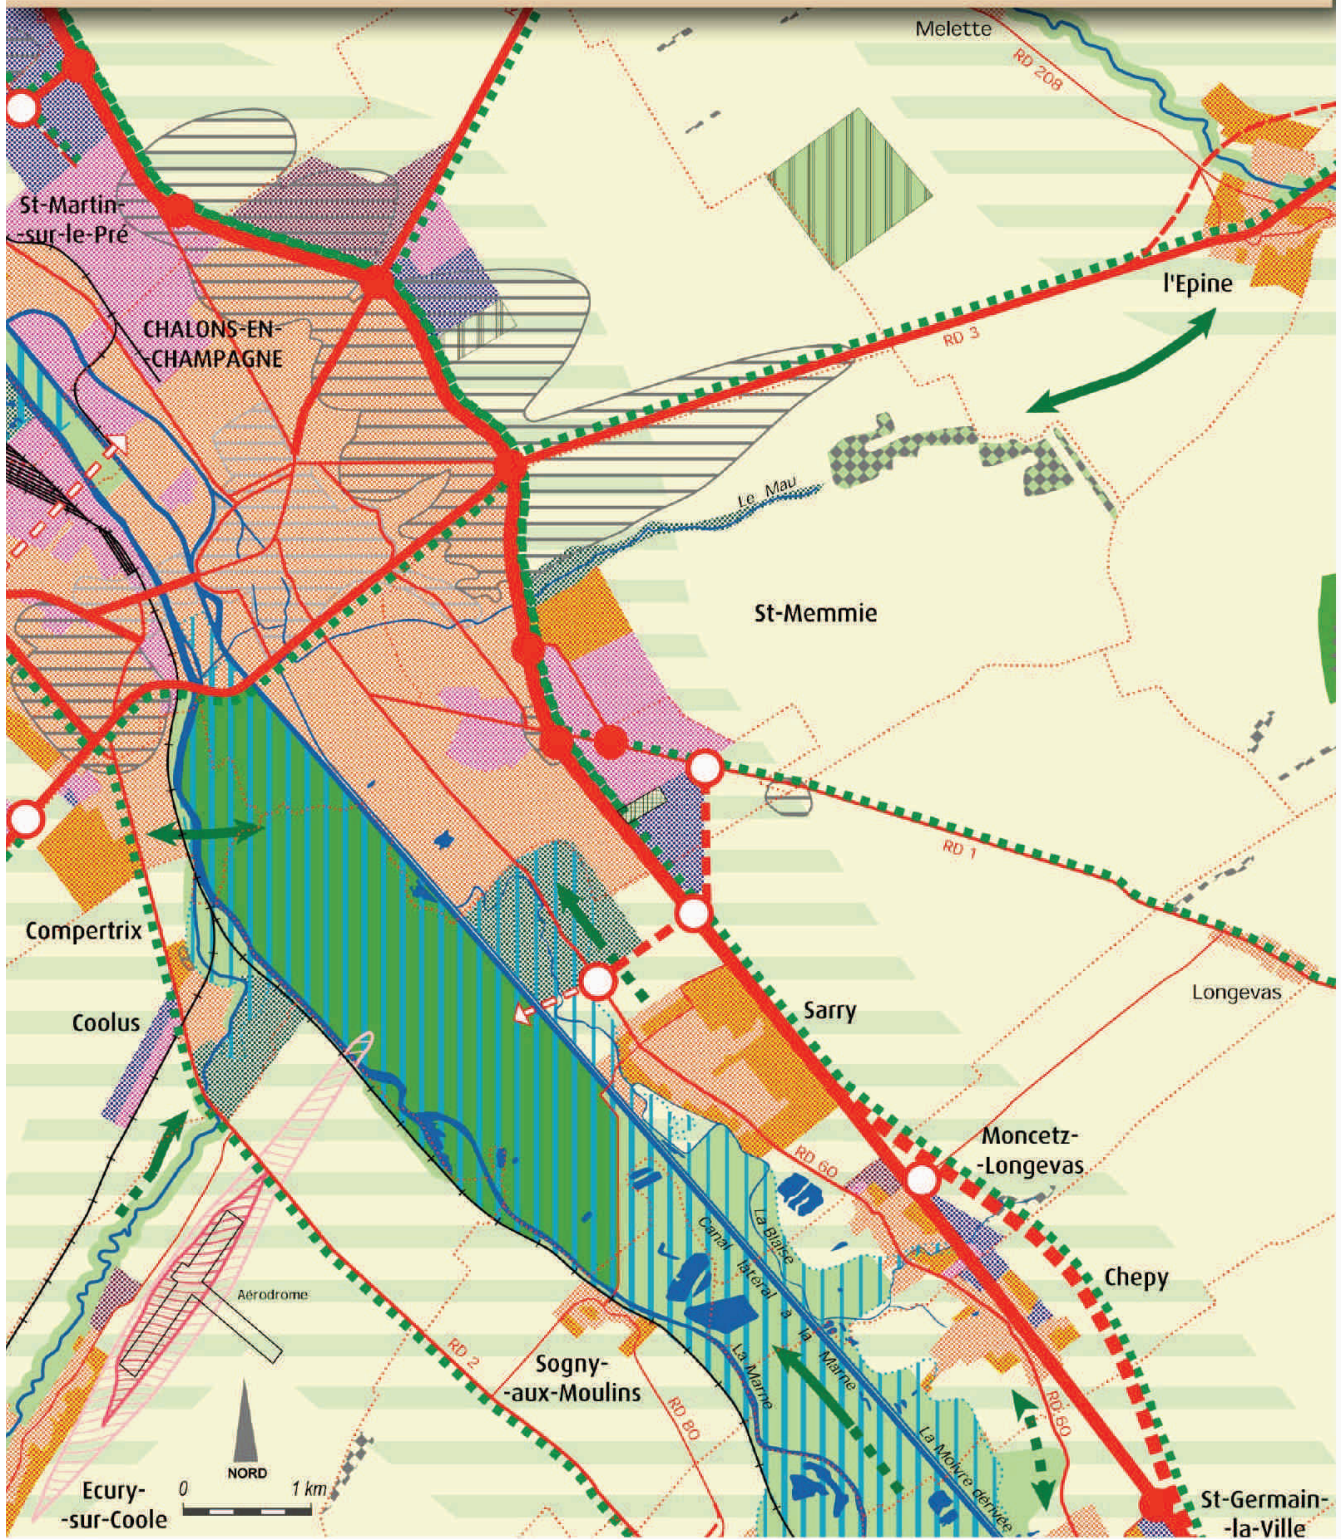 Melette
RD 208
St-Martin-
-sur-le-Pré
l'Epine
CHALONS-EN-
-CHAMPAGNE
RD 3
Le Mau
St-Memmie
RD 1
Compertrix
Longevas
Sarry
Coolus
Moncetz-
-Longevas
RD 60
La Blaise
Canal latéral à la Marne
Chepy
Aérodrome
RD 2
Sogny-
-aux-Moulins
La Marne
RD 80
RD 60
La Moivre dérivée
NORD
0 1 km
Ecury-
-sur-Coole
St-Germain-
-la-Ville